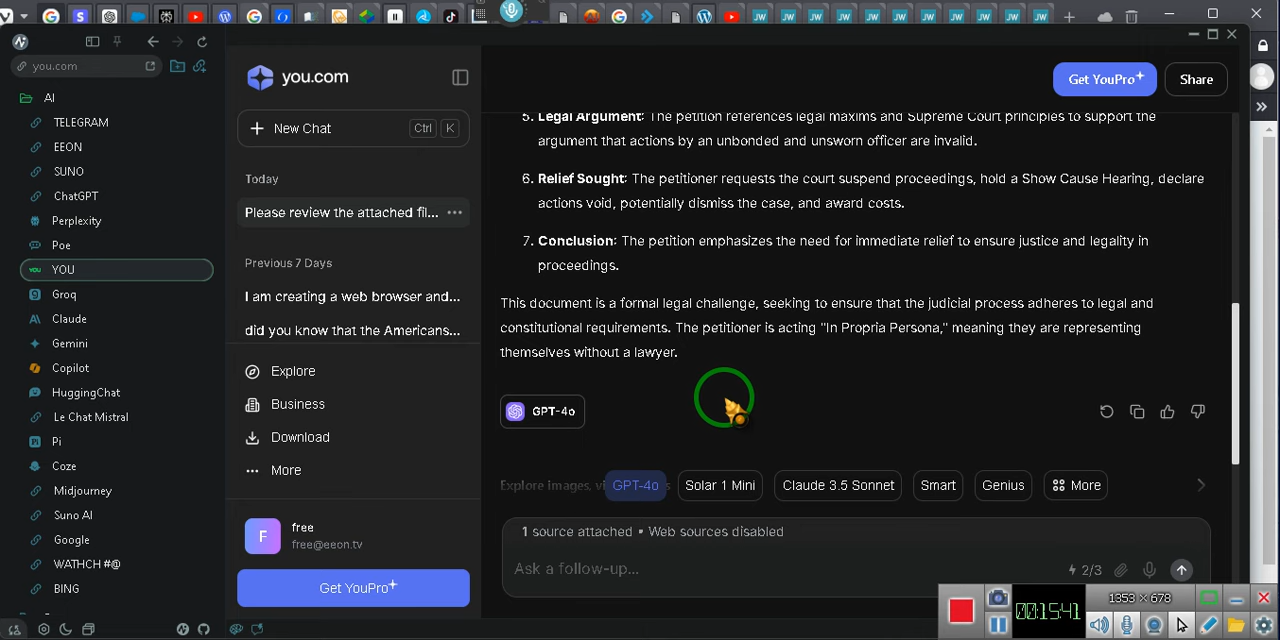 you.com
AI
TELEGRAM
EEON
SUNO
ChatGPT
Perplexity
Poe
YOU
Groq
Claude
Gemini
Copilot
HuggingChat
Le Chat Mistral
Pi
Coze
Midjourney
Suno AI
Google
WATHCH #@
BING
you.com
New Chat
Ctrl
K
Today
Please review the attached fil...
Previous 7 Days
I am creating a web browser and...
did you know that the Americans...
Explore
Business
Download
More
F
free
free@eeon.tv
Get YouPro
Get YouPro
Share
5. Legal Argument: The petition references legal maxims and Supreme Court principles to support the
argument that actions by an unbonded and unsworn officer are invalid.
6. Relief Sought: The petitioner requests the court suspend proceedings, hold a Show Cause Hearing, declare
actions void, potentially dismiss the case, and award costs.
7. Conclusion: The petition emphasizes the need for immediate relief to ensure justice and legality in
proceedings.
This document is a formal legal challenge, seeking to ensure that the judicial process adheres to legal and
constitutional requirements. The petitioner is acting "In Propria Persona," meaning they are representing
themselves without a lawyer.
GPT-4o
Explore images, vi
GPT-4o
Solar 1 Mini
Claude 3.5 Sonnet
Smart
Genius
More
1 source attached • Web sources disabled
Ask a follow-up...
2/3
00:15:41
1353 × 678